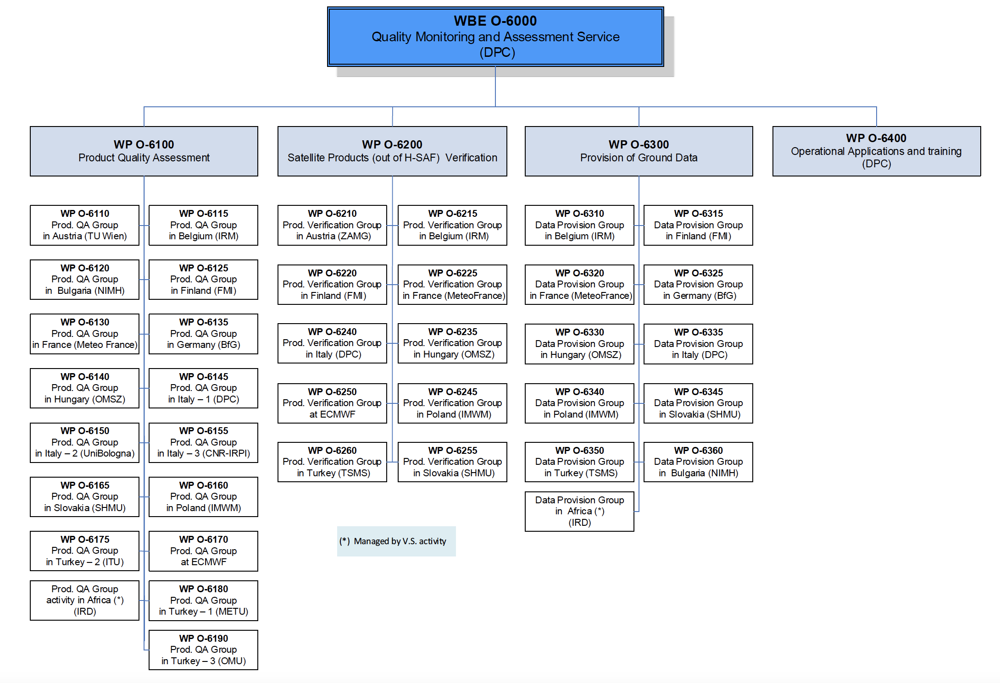 WBE O-6000
Quality Monitoring and Assessment Service
(DPC)
WP O-6100
Product Quality Assessment
WP O-6200
Satellite Products (out of H-SAF) Verification
WP O-6300
Provision of Ground Data
WP O-6400
Operational Applications and training
(DPC)
WP O-6110
Prod. QA Group
in Austria (TU Wien)
WP O-6115
Prod. QA Group
in Belgium (IRM)
WP O-6120
Prod. QA Group
in Bulgaria (NIMH)
WP O-6125
Prod. QA Group
in Finland (FMI)
WP O-6130
Prod. QA Group
in France (Meteo France)
WP O-6135
Prod. QA Group
in Germany (BfG)
WP O-6140
Prod. QA Group
in Hungary (OMSZ)
WP O-6145
Prod. QA Group
in Italy – 1 (DPC)
WP O-6150
Prod. QA Group
in Italy – 2 (UniBologna)
WP O-6155
Prod. QA Group
in Italy – 3 (CNR-IRPI)
WP O-6165
Prod. QA Group
in Slovakia (SHMU)
WP O-6160
Prod. QA Group
in Poland (IMWM)
WP O-6175
Prod. QA Group
in Turkey – 2 (ITU)
WP O-6170
Prod. QA Group
at ECMWF
Prod. QA Group
activity in Africa (*)
(IRD)
WP O-6180
Prod. QA Group
in Turkey – 1 (METU)
WP O-6190
Prod. QA Group
in Turkey – 3 (OMU)
WP O-6210
Prod. Verification Group
in Austria (ZAMG)
WP O-6215
Prod. Verification Group
in Belgium (IRM)
WP O-6220
Prod. Verification Group
in Finland (FMI)
WP O-6225
Prod. Verification Group
in France (MeteoFrance)
WP O-6240
Prod. Verification Group
in Italy (DPC)
WP O-6235
Prod. Verification Group
in Hungary (OMSZ)
WP O-6250
Prod. Verification Group
at ECMWF
WP O-6245
Prod. Verification Group
in Poland (IMWM)
WP O-6260
Prod. Verification Group
in Turkey (TSMS)
WP O-6255
Prod. Verification Group
in Slovakia (SHMU)
(*) Managed by V.S. activity
WP O-6310
Data Provision Group
in Belgium (IRM)
WP O-6315
Data Provision Group
in Finland (FMI)
WP O-6320
Data Provision Group
in France (MeteoFrance)
WP O-6325
Data Provision Group
in Germany (BfG)
WP O-6330
Data Provision Group
in Hungary (OMSZ)
WP O-6335
Data Provision Group
in Italy (DPC)
WP O-6340
Data Provision Group
in Poland (IMWM)
WP O-6345
Data Provision Group
in Slovakia (SHMU)
WP O-6350
Data Provision Group
in Turkey (TSMS)
WP O-6360
Data Provision Group
in Bulgaria (NIMH)
Data Provision Group
in Africa (*)
(IRD)